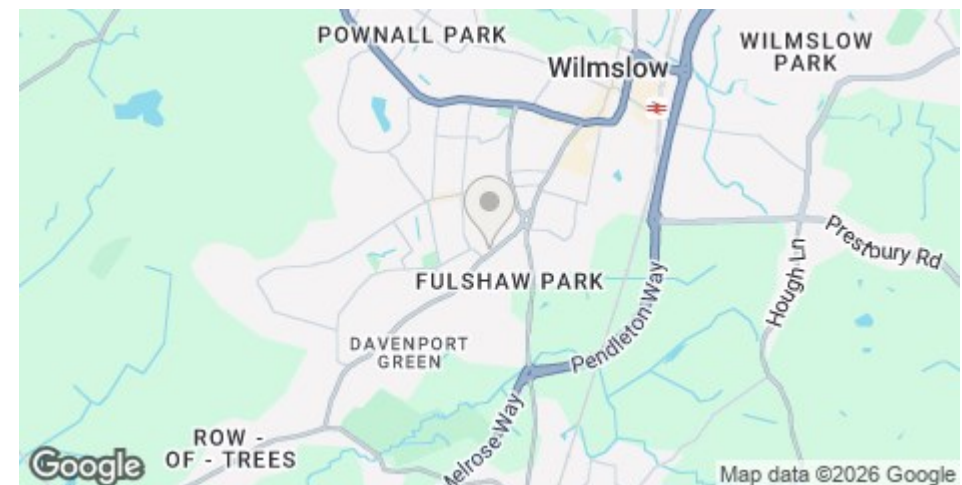 POWNALL PARK
Wilmslow
WILMSLOW
PARK
Prestbury Rd
Hough Ln
FULSHAW PARK
Pendleton Way
DAVENPORT
GREEN
Melrose Way
ROW -
OF - TREES
Google
Map data ©2026 Google